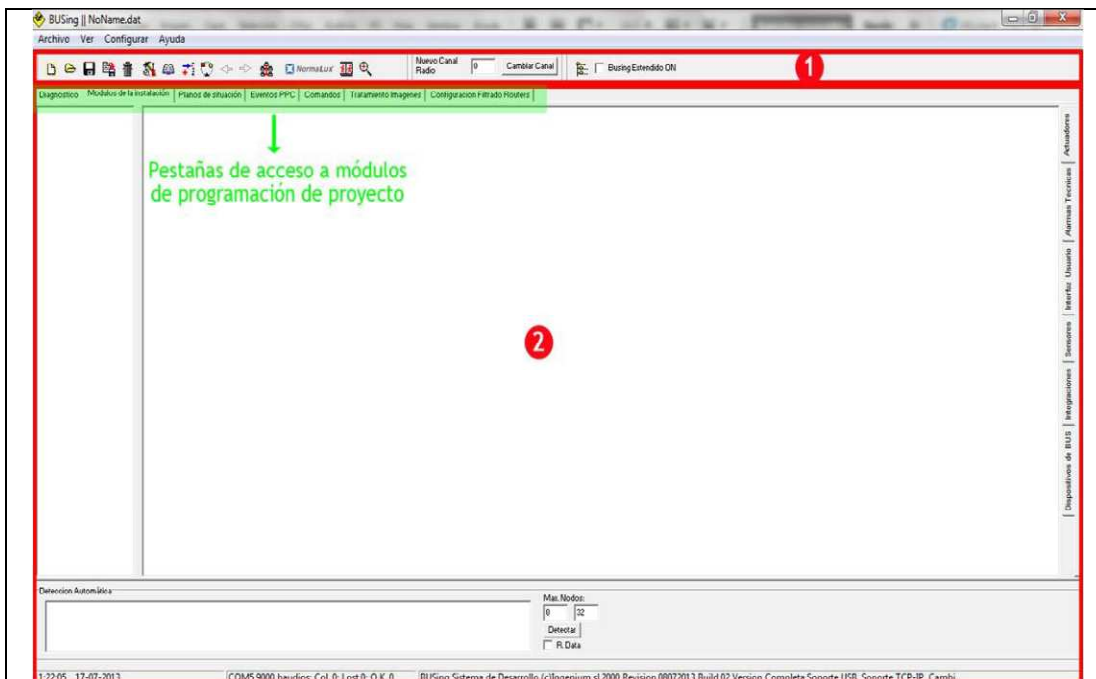 BUSing || NoName.dat
Archivo Ver Configurar Ayuda
NormaLux
Nuevo Canal Radio 0 Cambiar Canal
Busing Extendido ON
1
Diagnostico Modulos de la instalación Planos de situación Eventos PPC Comandos Tratamiento Imagenes Configuracion Filtrado Routers
Pestañas de acceso a módulos
de programación de proyecto
2
Actuadores
Alarmas Tecnicas
Interfaz Usuario
Sensores
Integraciones
Dispositivos de BUS
Deteccion Automática
Max. Nodos:
0 32
Detectar
R.Data
1:22:05 17-07-2013 COM5 9000 baudios; Col. 0; Lost 0; O.K. 0 BUSing Sistema de Desarrollo (c)Ingenium sl 2000 Revision 08072013 Build 02 Version Completa Soporte USB, Soporte TCP-IP, Cambi